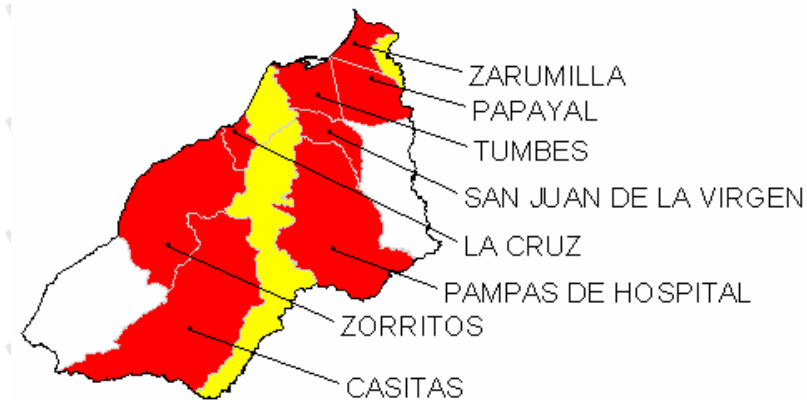 ZARUMILLA
PAPAYAL
TUMBES
SAN JUAN DE LA VIRGEN
LA CRUZ
PAMPAS DE HOSPITAL
ZORRITOS
CASITAS